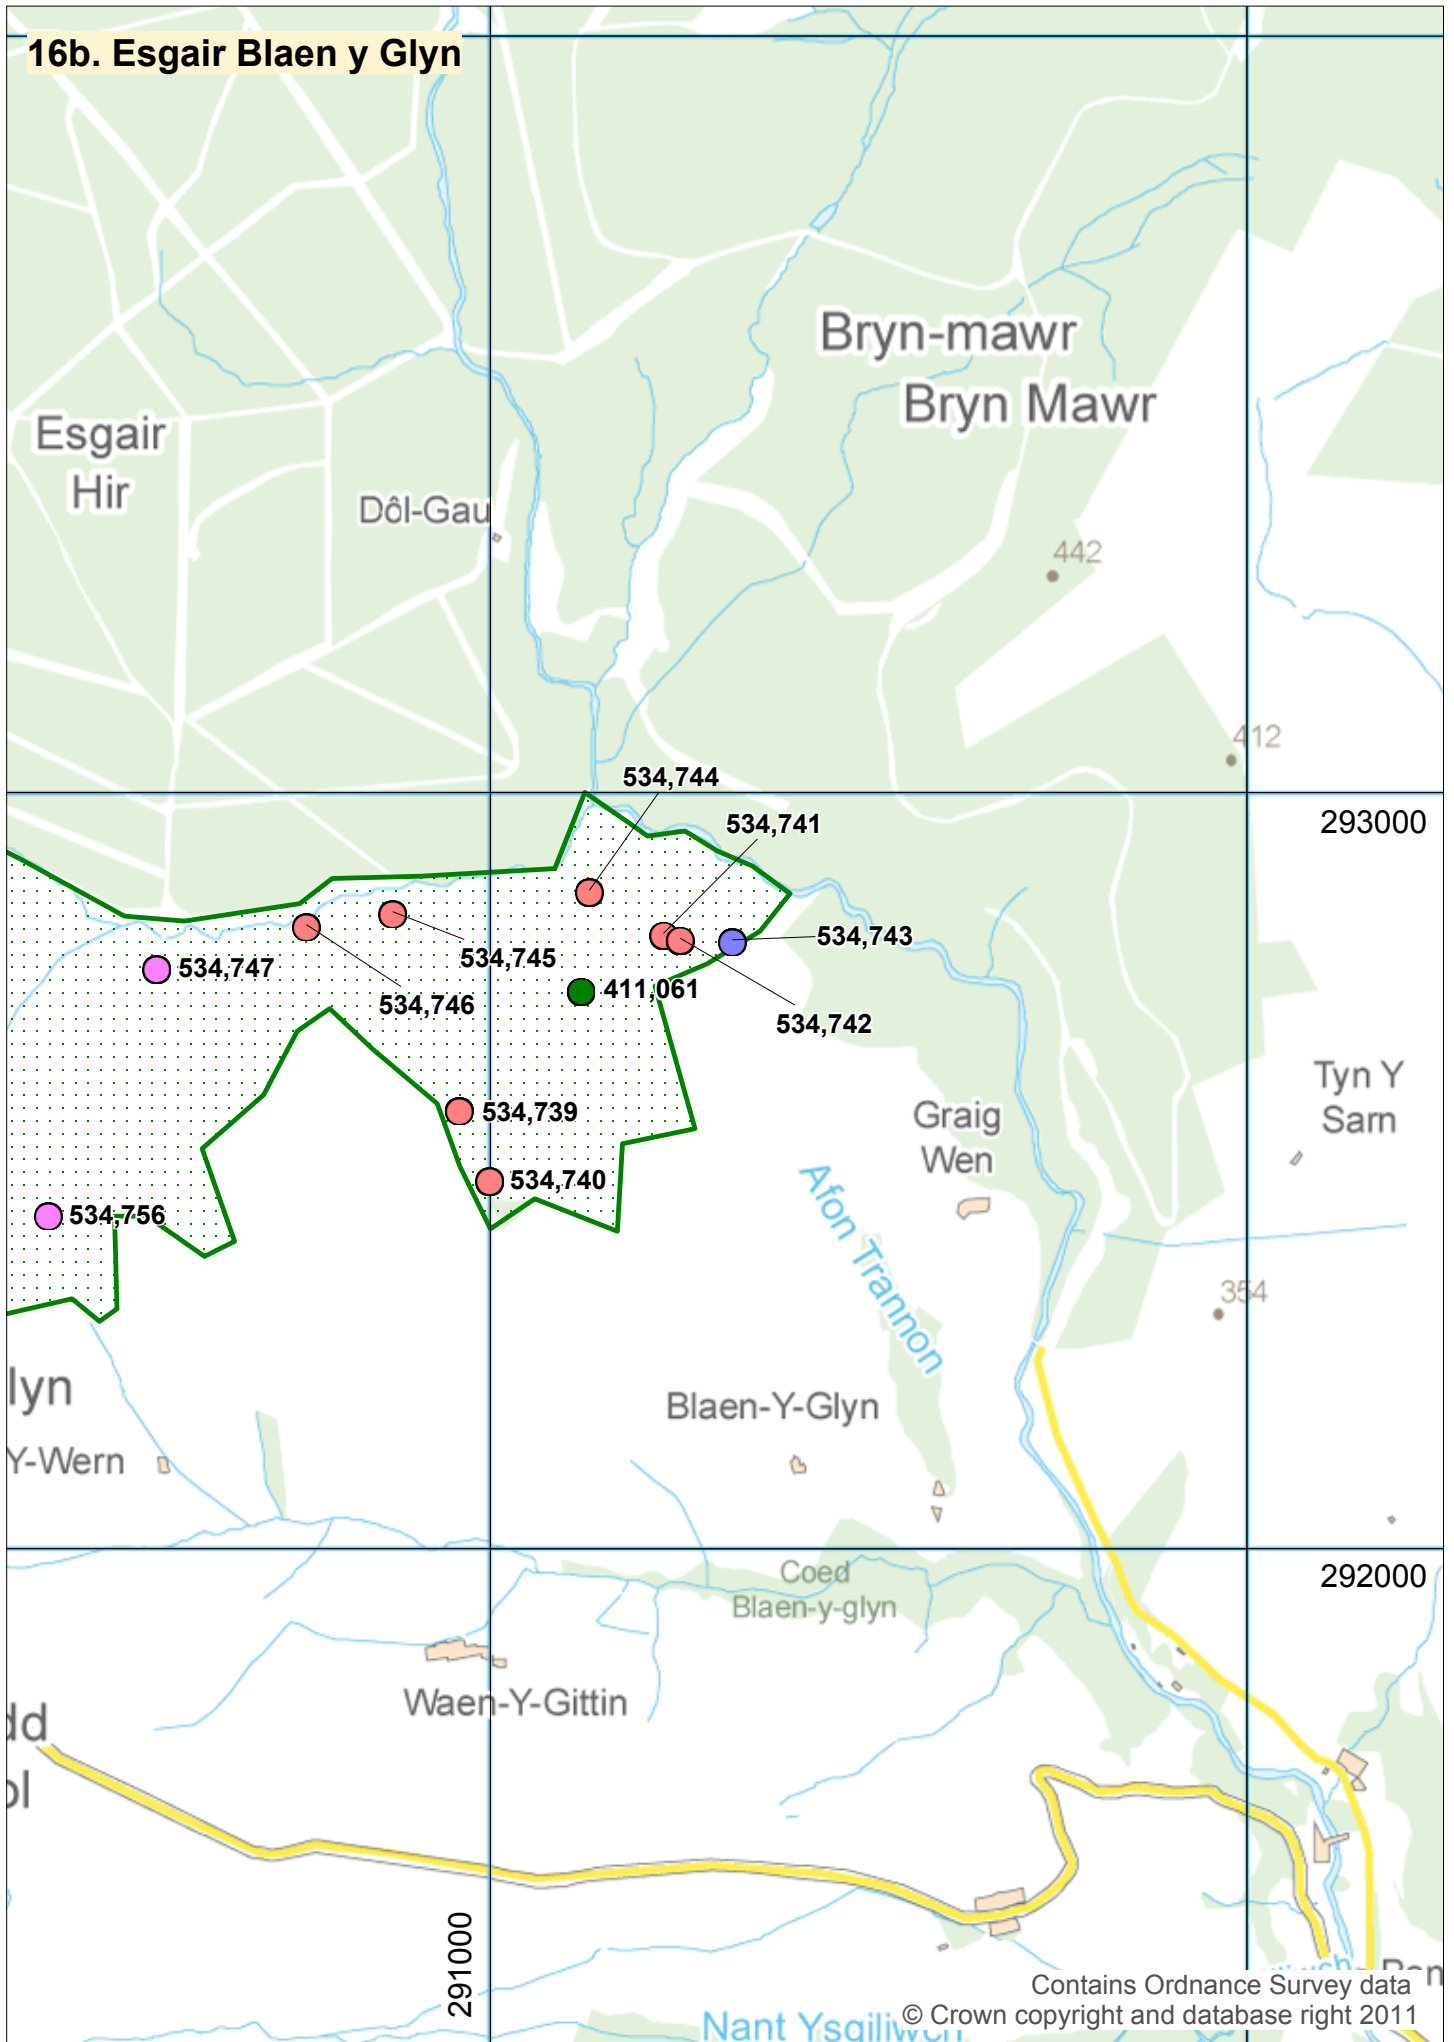 16b. Esgair Blaen y Glyn
Bryn-mawr
Bryn Mawr
Esgair
Hir
Dôl-Gau
442
412
534,744
293000
534,741
534,743
534,745
534,747
411,061
534,746
534,742
Tyn Y
Sarn
Graig
Wen
534,739
534,740
Afon Trannon
534,756
354
lyn
Blaen-Y-Glyn
Y-Wern
292000
Coed
Blaen-y-glyn
Waen-Y-Gittin
dd
ol
291000
Contains Ordnance Survey data
© Crown copyright and database right 2011
Nant Ysgiliwch